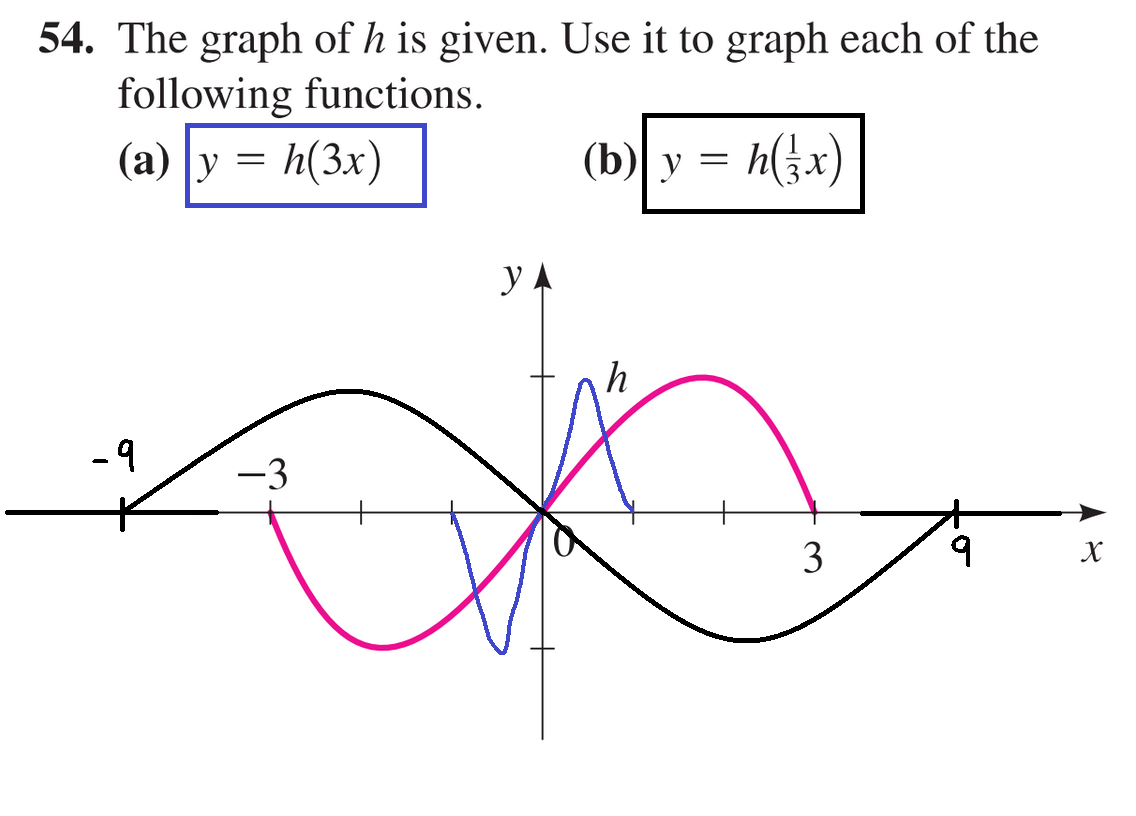 54. The graph of h is given. Use it to graph each of the
following functions.
(a) y = h(3x) (b) y = h(⅓x)
y
h
-9
−3
0
3
9
x